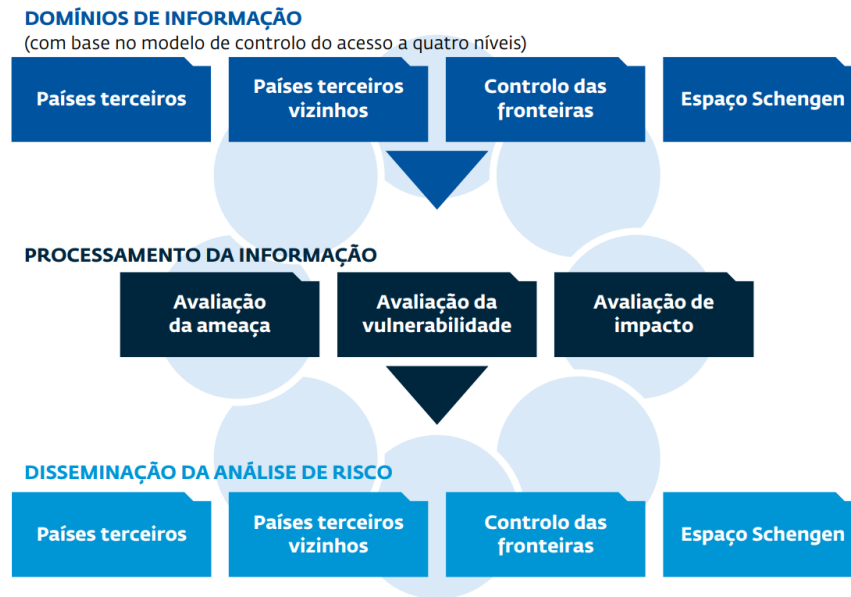 DOMÍNIOS DE INFORMAÇÃO
(com base no modelo de controlo do acesso a quatro níveis)
Países terceiros
Países terceiros
vizinhos
Controlo das
fronteiras
Espaço Schengen
PROCESSAMENTO DA INFORMAÇÃO
Avaliação
da ameaça
Avaliação da
vulnerabilidade
Avaliação de
impacto
DISSEMINAÇÃO DA ANÁLISE DE RISCO
Países terceiros
Países terceiros
vizinhos
Controlo das
fronteiras
Espaço Schengen